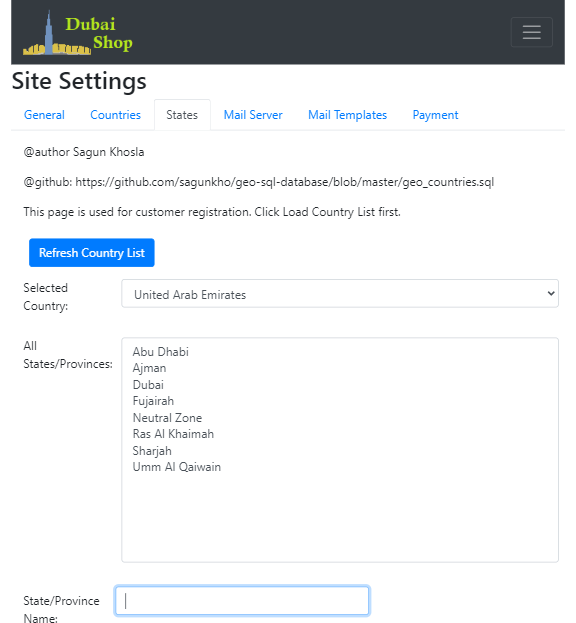 Dubai
Shop
Site Settings
General Countries States Mail Server Mail Templates Payment
@author Sagun Khosla
@github: https://github.com/sagunkho/geo-sql-database/blob/master/geo_countries.sql
This page is used for customer registration. Click Load Country List first.
Refresh Country List
Selected
Country:
United Arab Emirates
All
States/Provinces:
Abu Dhabi
Ajman
Dubai
Fujairah
Neutral Zone
Ras Al Khaimah
Sharjah
Umm Al Qaiwain
State/Province
Name: